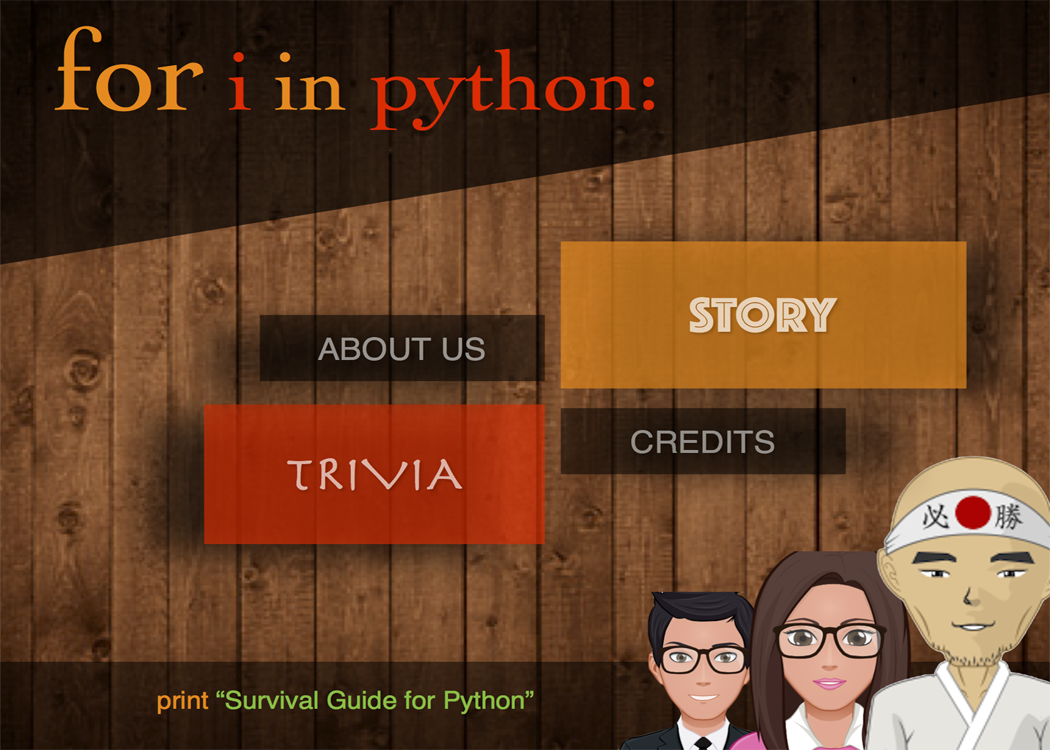 for i in python:
STORY
ABOUT US
TRIVIA
CREDITS
必 勝
print “Survival Guide for Python”